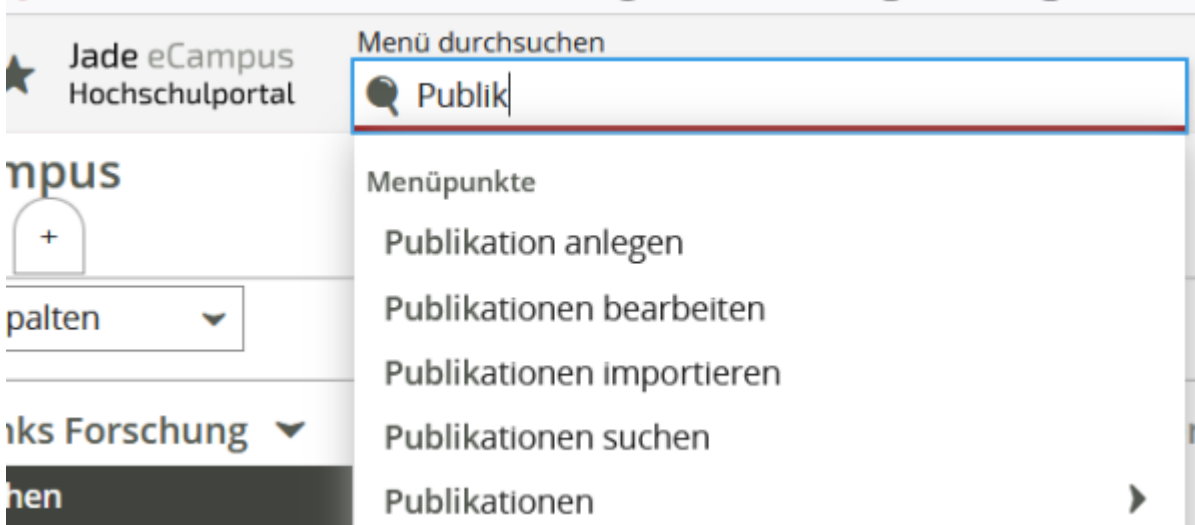 Jade eCampus
Hochschulportal
Menü durchsuchen
Publik
mpus
+
palten
nks Forschung
hen
Menüpunkte
Publikation anlegen
Publikationen bearbeiten
Publikationen importieren
Publikationen suchen
Publikationen